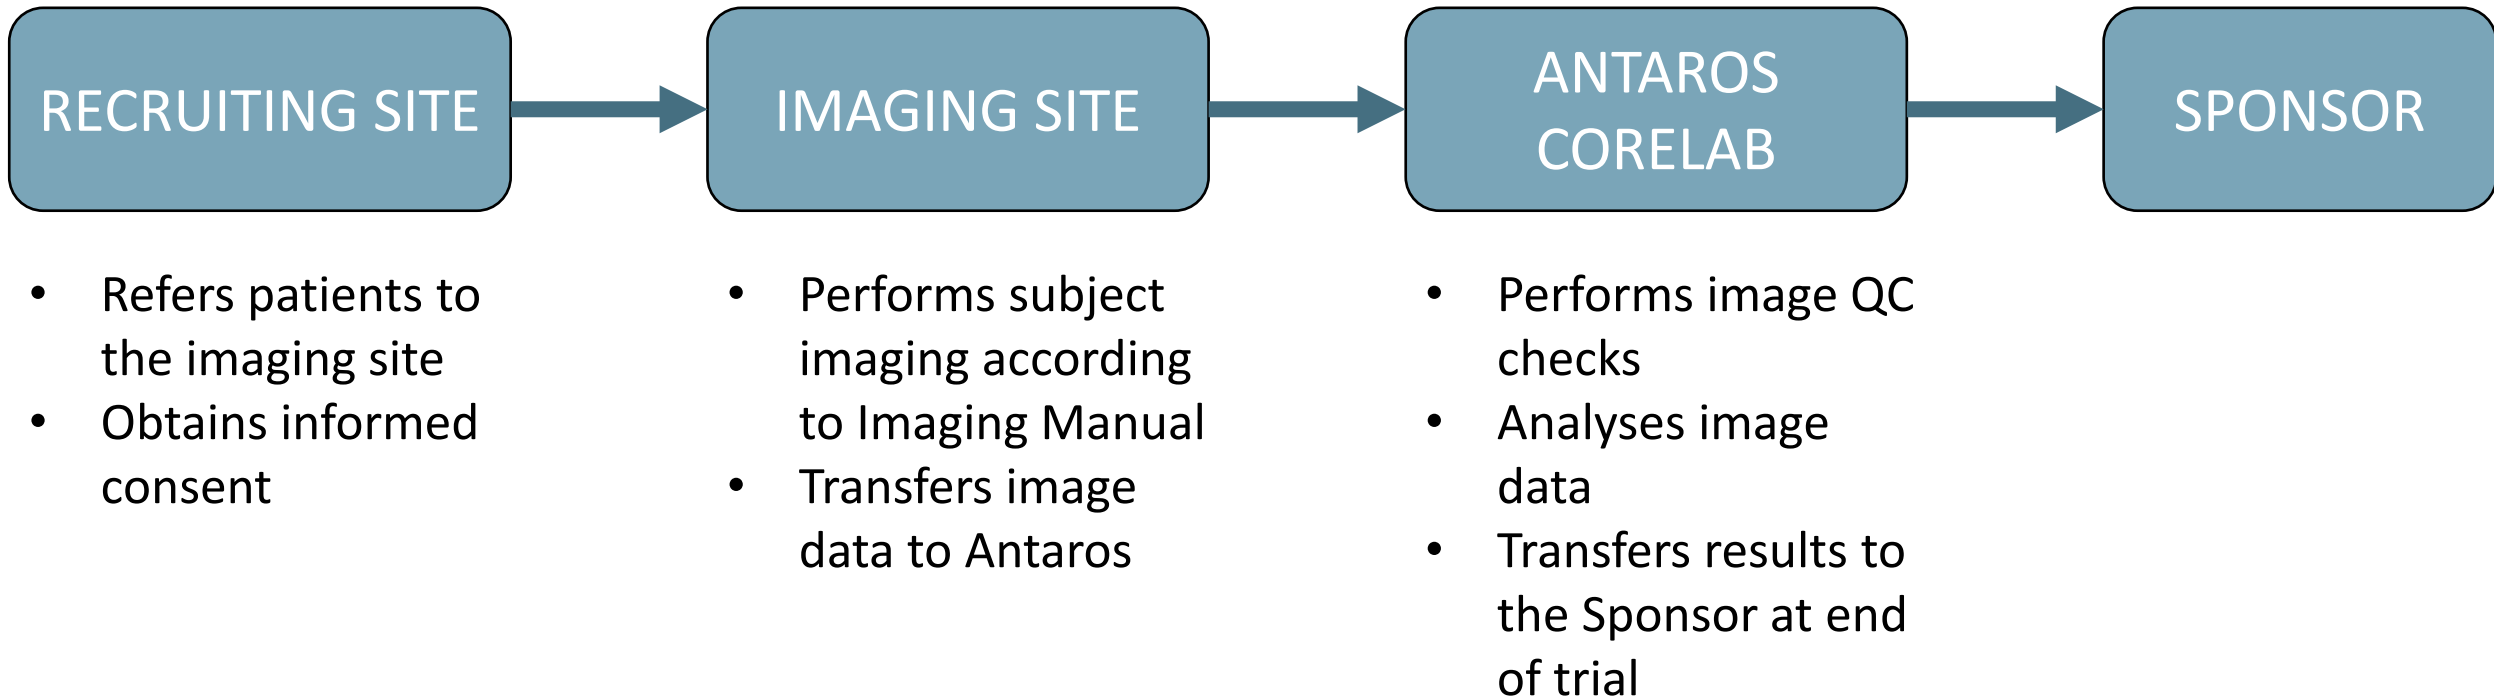 RECRUITING SITE
IMAGING SITE
ANTAROS
CORELAB
SPONSOR
• Refers patients to
the imaging site
• Obtains informed
consent
• Performs subject
imaging according
to Imaging Manual
• Transfers image
data to Antaros
• Performs image QC
checks
• Analyses image
data
• Transfers results to
the Sponsor at end
of trial